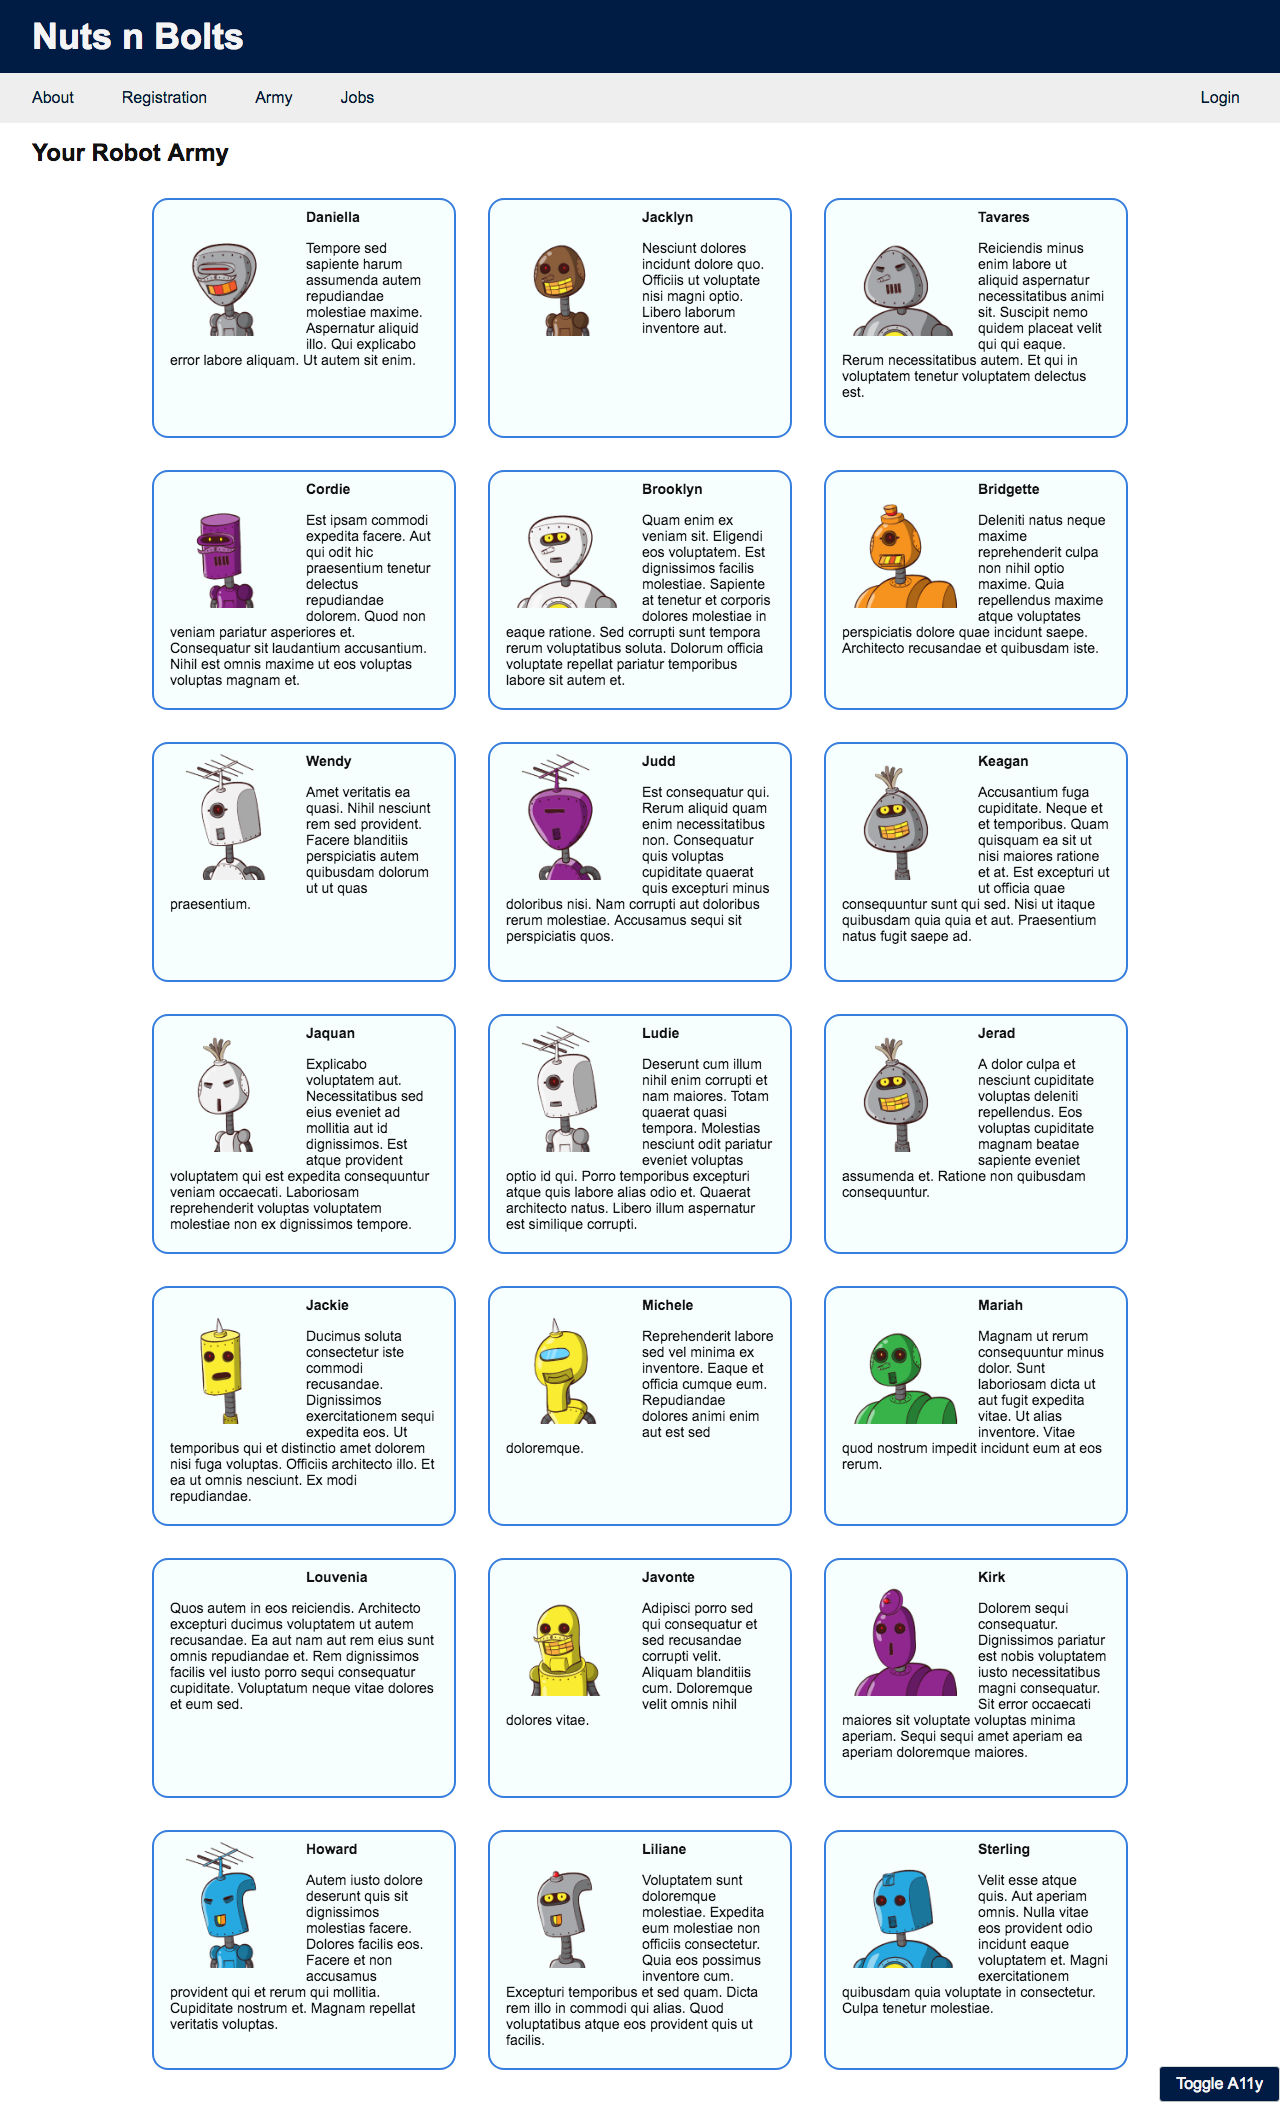 Nuts n Bolts
About
Registration
Army
Jobs
Login
Your Robot Army
Daniella
Tempore sed
sapiente harum
assumenda autem
repudiandae
molestiae maxime.
Aspernatur aliquid
illo. Qui explicabo
error labore aliquam. Ut autem sit enim.
Jacklyn
Nesciunt dolores
incidunt dolore quo.
Officiis ut voluptate
nisi magni optio.
Libero laborum
inventore aut.
Tavares
Reiciendis minus
enim labore ut
aliquid aspernatur
necessitatibus animi
sit. Suscipit nemo
quidem placeat velit
qui qui eaque.
Rerum necessitatibus autem. Et qui in
voluptatem tenetur voluptatem delectus
est.
Cordie
Est ipsam commodi
expedita facere. Aut
qui odit hic
praesentium tenetur
delectus
repudiandae
dolorem. Quod non
veniam pariatur asperiores et.
Consequatur sit laudantium accusantium.
Nihil est omnis maxime ut eos voluptas
voluptas magnam et.
Brooklyn
Quam enim ex
veniam sit. Eligendi
eos voluptatem. Est
dignissimos facilis
molestiae. Sapiente
at tenetur et corporis
dolores molestiae in
eaque ratione. Sed corrupti sunt tempora
rerum voluptatibus soluta. Dolorum officia
voluptate repellat pariatur temporibus
labore sit autem et.
Bridgette
Deleniti natus neque
maxime
reprehenderit culpa
non nihil optio
maxime. Quia
repellendus maxime
atque voluptates
perspiciatis dolore quae incidunt saepe.
Architecto recusandae et quibusdam iste.
Wendy
Amet veritatis ea
quasi. Nihil nesciunt
rem sed provident.
Facere blanditiis
perspiciatis autem
quibusdam dolorum
ut ut quas
praesentium.
Judd
Est consequatur qui.
Rerum aliquid quam
enim necessitatibus
non. Consequatur
quis voluptas
cupiditate quaerat
quis excepturi minus
doloribus nisi. Nam corrupti aut doloribus
rerum molestiae. Accusamus sequi sit
perspiciatis quos.
Keagan
Accusantium fuga
cupiditate. Neque et
et temporibus. Quam
quisquam ea sit ut
nisi maiores ratione
et at. Est excepturi ut
ut officia quae
consequuntur sunt qui sed. Nisi ut itaque
quibusdam quia quia et aut. Praesentium
natus fugit saepe ad.
Jaquan
Explicabo
voluptatem aut.
Necessitatibus sed
eius eveniet ad
mollitia aut id
dignissimos. Est
atque provident
voluptatem qui est expedita consequuntur
veniam occaecati. Laboriosam
reprehenderit voluptas voluptatem
molestiae non ex dignissimos tempore.
Ludie
Deserunt cum illum
nihil enim corrupti et
nam maiores. Totam
quaerat quasi
tempora. Molestias
nesciunt odit pariatur
eveniet voluptas
optio id qui. Porro temporibus excepturi
atque quis labore alias odio et. Quaerat
architecto natus. Libero illum aspernatur
est similique corrupti.
Jerad
A dolor culpa et
nesciunt cupiditate
voluptas deleniti
repellendus. Eos
voluptas cupiditate
magnam beatae
sapiente eveniet
assumenda et. Ratione non quibusdam
consequuntur.
Jackie
Ducimus soluta
consectetur iste
commodi
recusandae.
Dignissimos
exercitationem sequi
expedita eos. Ut
temporibus qui et distinctio amet dolorem
nisi fuga voluptas. Officiis architecto illo. Et
ea ut omnis nesciunt. Ex modi
repudiandae.
Michele
Reprehenderit labore
sed vel minima ex
inventore. Eaque et
officia cumque eum.
Repudiandae
dolores animi enim
aut est sed
doloremque.
Mariah
Magnam ut rerum
consequuntur minus
dolor. Sunt
laboriosam dicta ut
aut fugit expedita
vitae. Ut alias
inventore. Vitae
quod nostrum impedit incidunt eum at eos
rerum.
Louvenia
Quos autem in eos reiciendis. Architecto
excepturi ducimus voluptatem ut autem
recusandae. Ea aut nam aut rem eius sunt
omnis repudiandae et. Rem dignissimos
facilis vel iusto porro sequi consequatur
cupiditate. Voluptatum neque vitae dolores
et eum sed.
Javonte
Adipisci porro sed
qui consequatur et
sed recusandae
corrupti velit.
Aliquam blanditiis
cum. Doloremque
velit omnis nihil
dolores vitae.
Kirk
Dolorem sequi
consequatur.
Dignissimos pariatur
est nobis voluptatem
iusto necessitatibus
magni consequatur.
Sit error occaecati
maiores sit voluptate voluptas minima
aperiam. Sequi sequi amet aperiam ea
aperiam doloremque maiores.
Howard
Autem iusto dolore
deserunt quis sit
dignissimos
molestias facere.
Dolores facilis eos.
Facere et non
accusamus
provident qui et rerum qui mollitia.
Cupiditate nostrum et. Magnam repellat
veritatis voluptas.
Liliane
Voluptatem sunt
doloremque
molestiae. Expedita
eum molestiae non
officiis consectetur.
Quia eos possimus
inventore cum.
Excepturi temporibus et sed quam. Dicta
rem illo in commodi qui alias. Quod
voluptatibus atque eos provident quis ut
facilis.
Sterling
Velit esse atque
quis. Aut aperiam
omnis. Nulla vitae
eos provident odio
incidunt eaque
voluptatem et. Magni
exercitationem
quibusdam quia voluptate in consectetur.
Culpa tenetur molestiae.
Toggle A11y